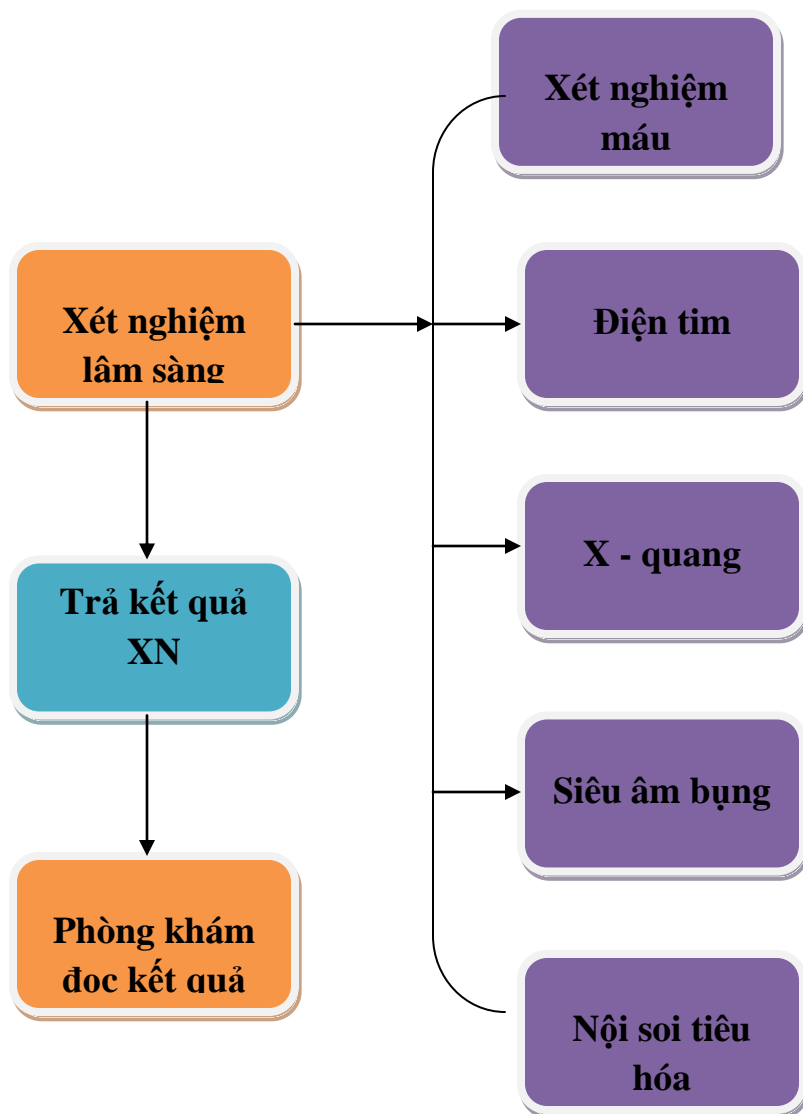 Xét nghiệm
máu
Xét nghiệm
lâm sàng
Điện tim
X - quang
Trả kết quả
XN
Siêu âm bụng
Phòng khám
đọc kết quả
Nội soi tiêu
hóa